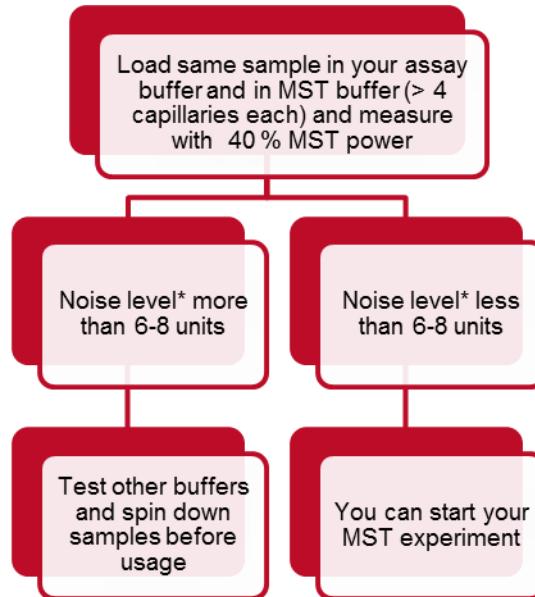 Load same sample in your assay
buffer and in MST buffer (> 4
capillaries each) and measure
with 40 % MST power
Noise level* more
than 6-8 units
Noise level* less
than 6-8 units
Test other buffers
and spin down
samples before
usage
You can start your
MST experiment